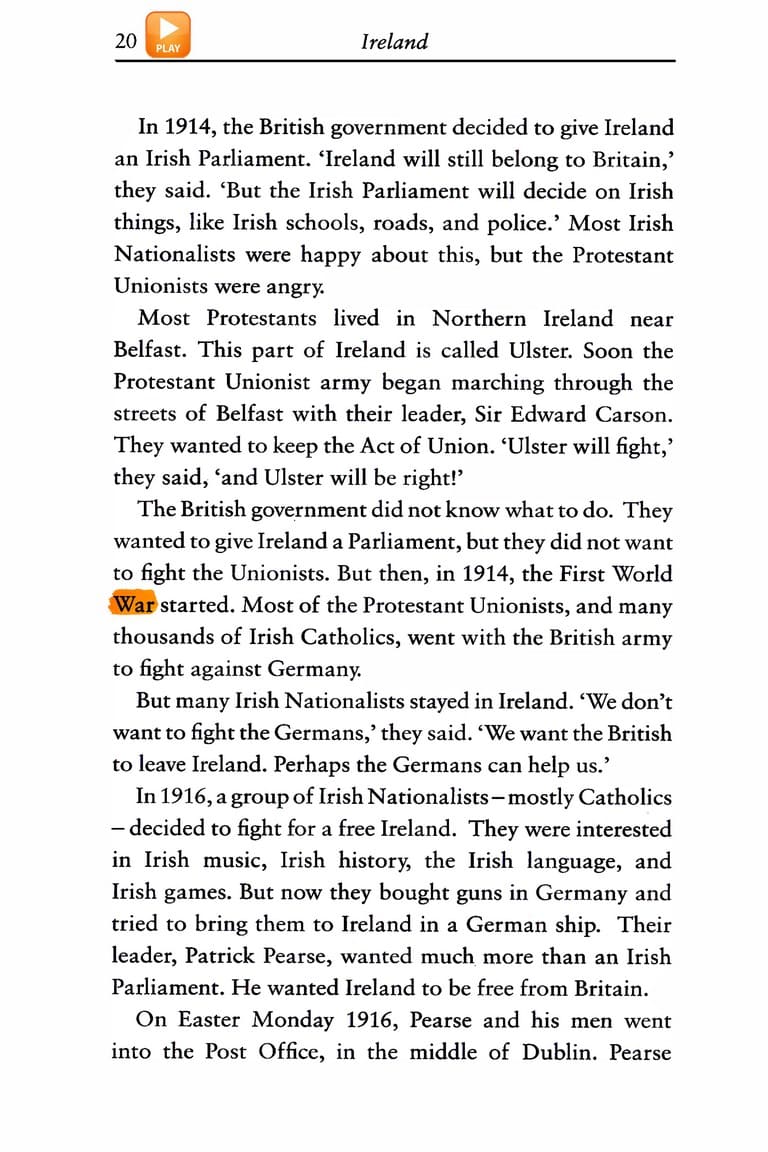 20 PLAY Ireland
In 1914, the British government decided to give Ireland
an Irish Parliament. ‘Ireland will still belong to Britain,’
they said. ‘But the Irish Parliament will decide on Irish
things, like Irish schools, roads, and police.’ Most Irish
Nationalists were happy about this, but the Protestant
Unionists were angry.
Most Protestants lived in Northern Ireland near
Belfast. This part of Ireland is called Ulster. Soon the
Protestant Unionist army began marching through the
streets of Belfast with their leader, Sir Edward Carson.
They wanted to keep the Act of Union. ‘Ulster will fight,’
they said, ‘and Ulster will be right!’
The British government did not know what to do. They
wanted to give Ireland a Parliament, but they did not want
to fight the Unionists. But then, in 1914, the First World
War started. Most of the Protestant Unionists, and many
thousands of Irish Catholics, went with the British army
to fight against Germany.
But many Irish Nationalists stayed in Ireland. ‘We don’t
want to fight the Germans,’ they said. ‘We want the British
to leave Ireland. Perhaps the Germans can help us.’
In 1916, a group of Irish Nationalists – mostly Catholics
– decided to fight for a free Ireland. They were interested
in Irish music, Irish history, the Irish language, and
Irish games. But now they bought guns in Germany and
tried to bring them to Ireland in a German ship. Their
leader, Patrick Pearse, wanted much more than an Irish
Parliament. He wanted Ireland to be free from Britain.
On Easter Monday 1916, Pearse and his men went
into the Post Office, in the middle of Dublin. Pearse